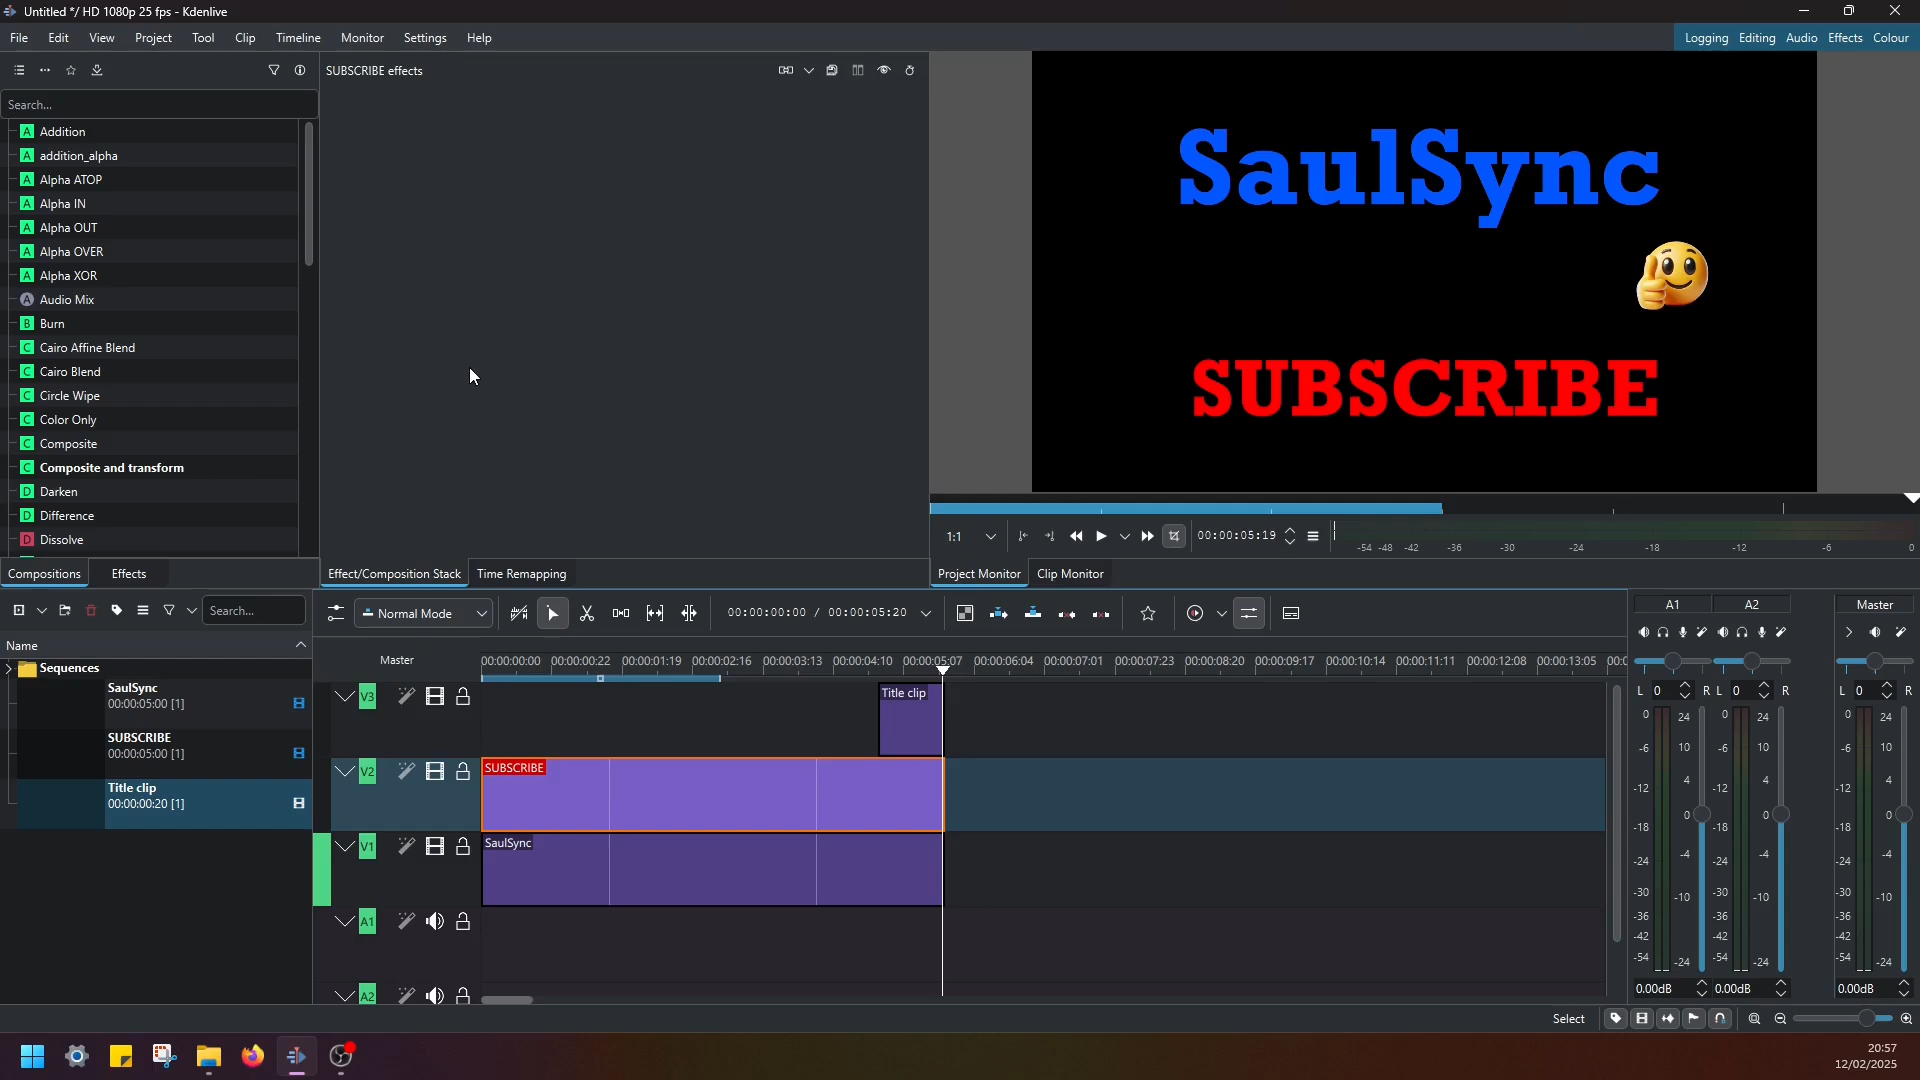 Untitled */ HD 1080p 25 fps - Kdenlive
File Edit View Project Tool Clip Timeline Monitor Settings Help
Logging Editing Audio Effects Colour
SUBSCRIBE effects
Search...
A Addition
A addition_alpha
A Alpha ATOP
A Alpha IN
A Alpha OUT
A Alpha OVER
A Alpha XOR
A Audio Mix
B Burn
C Cairo Affine Blend
C Cairo Blend
C Circle Wipe
C Color Only
C Composite
C Composite and transform
D Darken
D Difference
D Dissolve
SaulSync
SUBSCRIBE
1:1
00:00:05:19
-54 -48 -42 -36 -30 -24 -18 -12 -6 0
Compositions Effects
Effect/Composition Stack Time Remapping
Project Monitor Clip Monitor
Search...
Normal Mode
00:00:00:00 / 00:00:05:20
Name
Sequences
SaulSync
00:00:05:00 [1]
SUBSCRIBE
00:00:05:00 [1]
Title clip
00:00:00:20 [1]
Master
00:00:00:00 00:00:00:22 00:00:01:19 00:00:02:16 00:00:03:13 00:00:04:10 00:00:05:07 00:00:06:04 00:00:07:01 00:00:07:23 00:00:08:20 00:00:09:17 00:00:10:14 00:00:11:11 00:00:12:08 00:00:13:05 00:0
V3 Title clip
V2 SUBSCRIBE
V1 SaulSync
A1
A2
A1 A2 Master
L 0 R L 0 R L 0 R
0 24 0 24 0 24
-6 10 -6 10 -6 10
-12 4 -12 4 -12 4
-18 0 -18 0 -18 0
-24 -4 -24 -4 -24 -4
-30 -10 -30 -10 -30 -10
-36 -36 -36
-42 -42 -42
-54 -24 -54 -24 -54 -24
0.00dB 0.00dB 0.00dB
Select
20:57
12/02/2025